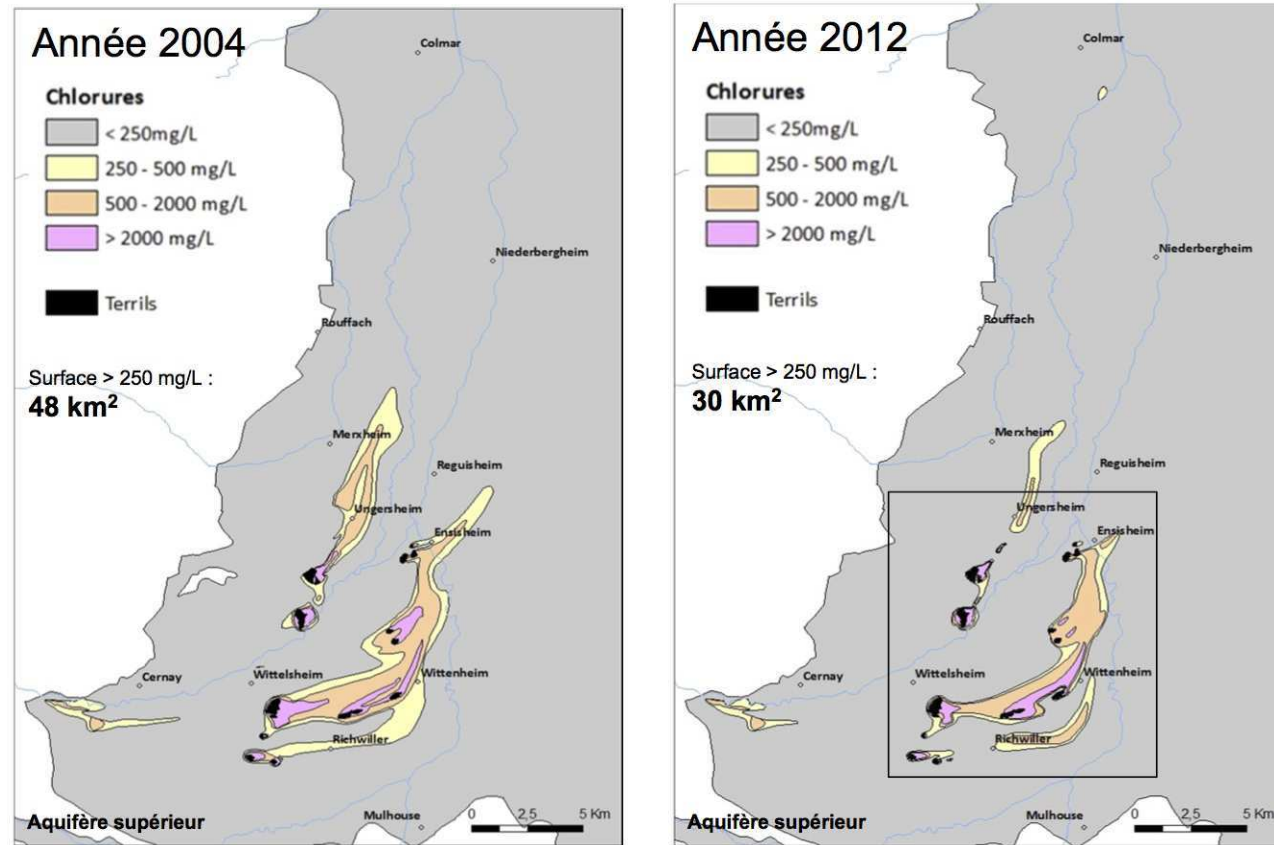 Année 2004
Colmar
Chlorures
< 250mg/L
250 - 500 mg/L
500 - 2000 mg/L
> 2000 mg/L
Niederbergheim
Terrils
Rouffach
Surface > 250 mg/L :
48 km²
Merxheim
Reguisheim
Ungersheim
Ensisheim
Cernay
Wittelsheim
Wittenheim
Richwiller
Mulhouse
0 2,5 5 Km
Aquifère supérieur
Année 2012
Colmar
Chlorures
< 250mg/L
250 - 500 mg/L
500 - 2000 mg/L
> 2000 mg/L
Niederbergheim
Terrils
Rouffach
Surface > 250 mg/L :
30 km²
Merxheim
Reguisheim
Ungersheim
Ensisheim
Cernay
Wittelsheim
Wittenheim
Richwiller
Mulhouse
0 2,5 5 Km
Aquifère supérieur